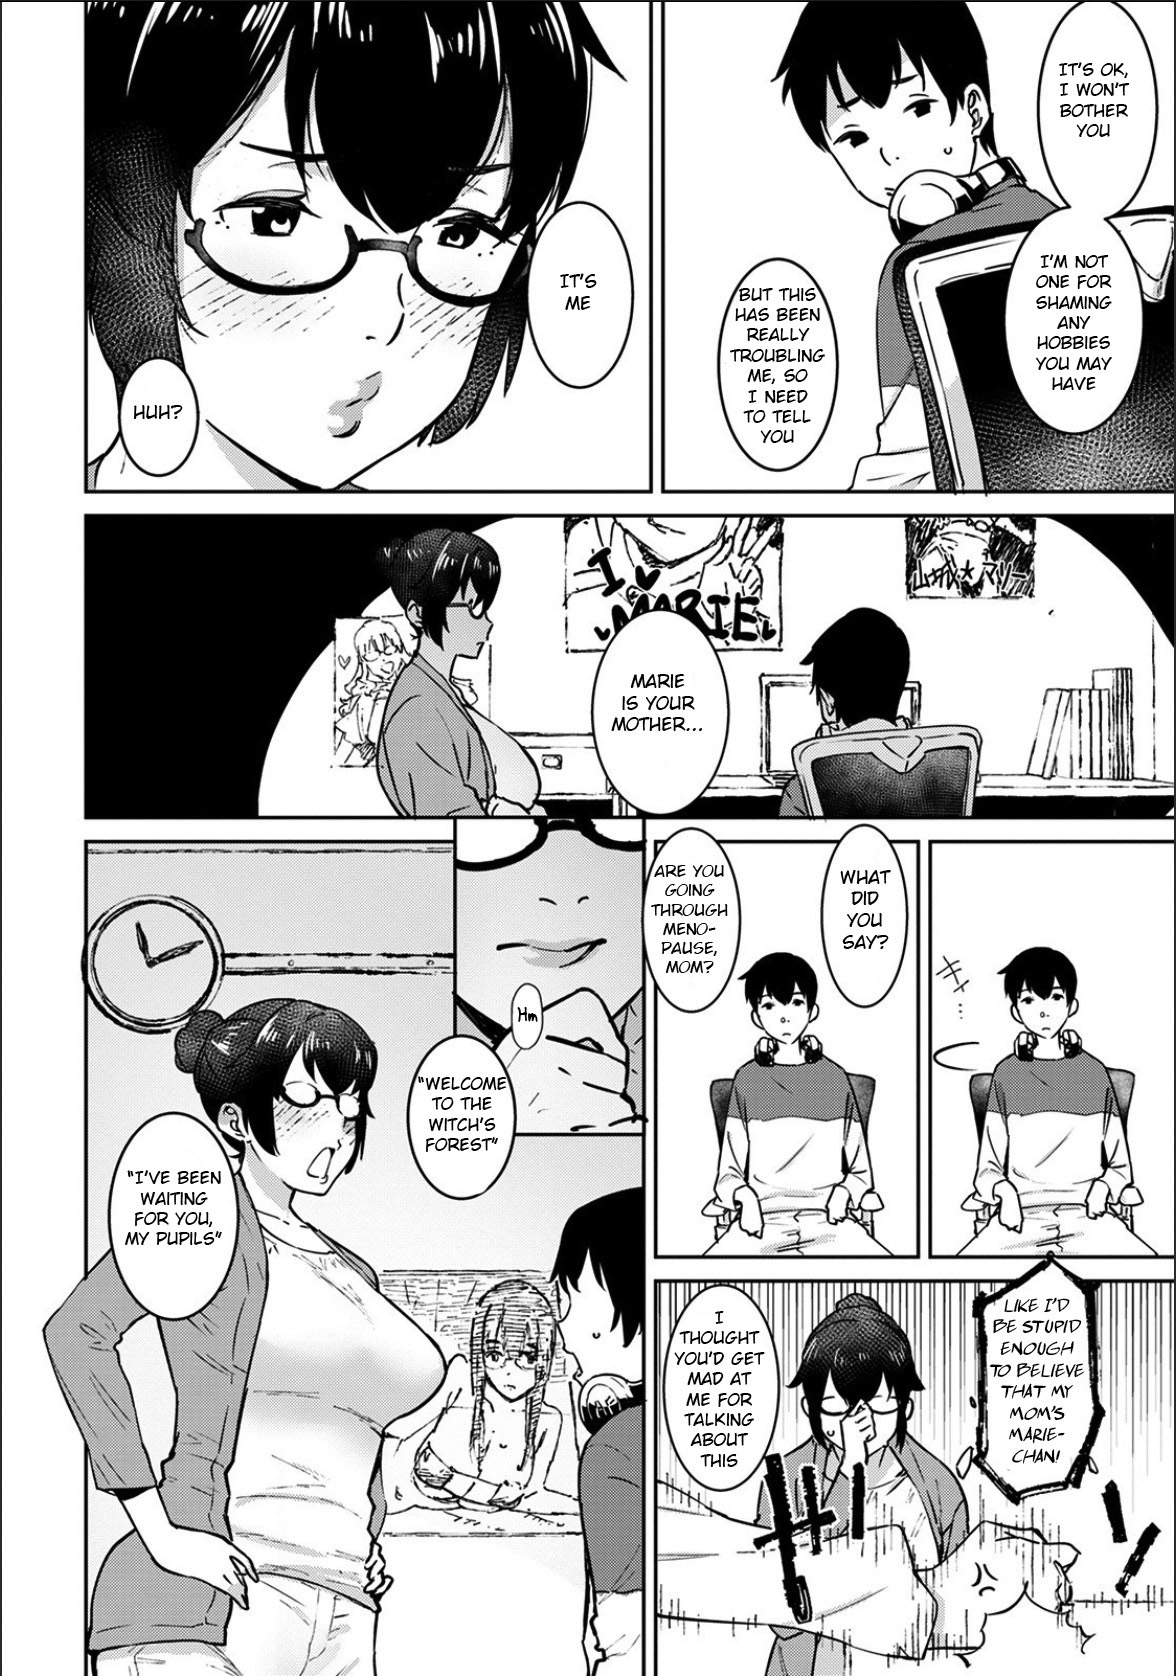 IT'S OK,
I WON'T
BOTHER
YOU
I'M NOT
ONE FOR
SHAMING
ANY
HOBBIES
YOU MAY
HAVE
BUT THIS
HAS BEEN
REALLY
TROUBLING
ME, SO
I NEED
TO TELL
YOU
IT'S
ME
HUH?
I
MARIE
マリー
MARIE
IS YOUR
MOTHER...
WHAT
DID
YOU
SAY?
ARE YOU
GOING
THROUGH
MENO-
PAUSE,
MOM?
LIKE I'D
BE STUPID
ENOUGH
TO BELIEVE
THAT MY
MOM'S
MARIE-
CHAN!
I
THOUGHT
YOU'D GET
MAD AT
ME FOR
TALKING
ABOUT
THIS
Hm
"WELCOME
TO THE
WITCH'S
FOREST"
"I'VE BEEN
WAITING
FOR YOU,
MY PUPILS"